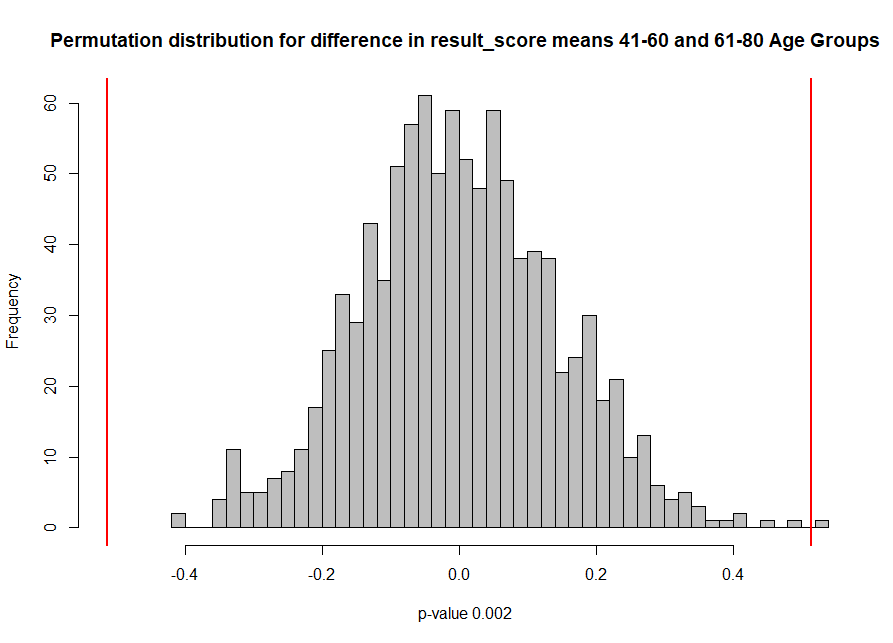 Permutation distribution for difference in result_score means 41-60 and 61-80 Age Groups
Frequency
60
50
40
30
20
10
0
-0.4 -0.2 0.0 0.2 0.4
p-value 0.002